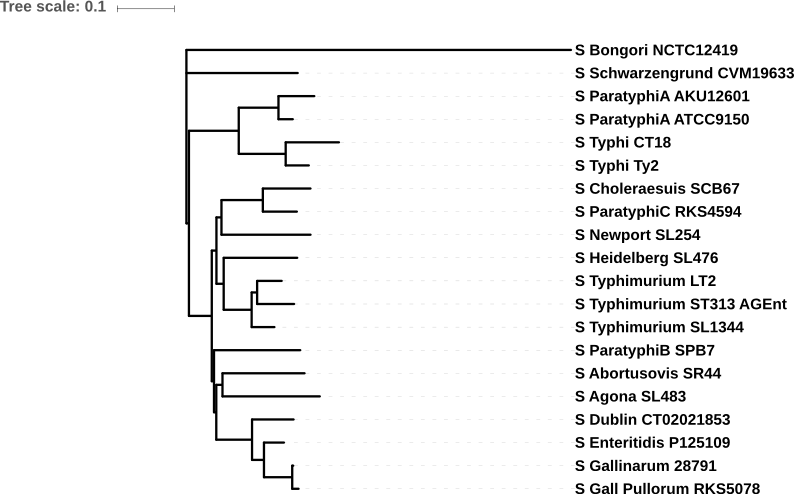 Tree scale: 0.1
S Bongori NCTC12419
S Schwarzengrund CVM19633
S ParatyphiA AKU12601
S ParatyphiA ATCC9150
S Typhi CT18
S Typhi Ty2
S Choleraesuis SCB67
S ParatyphiC RKS4594
S Newport SL254
S Heidelberg SL476
S Typhimurium LT2
S Typhimurium ST313 AGEnt
S Typhimurium SL1344
S ParatyphiB SPB7
S Abortusovis SR44
S Agona SL483
S Dublin CT02021853
S Enteritidis P125109
S Gallinarum 28791
S Gall Pullorum RKS5078